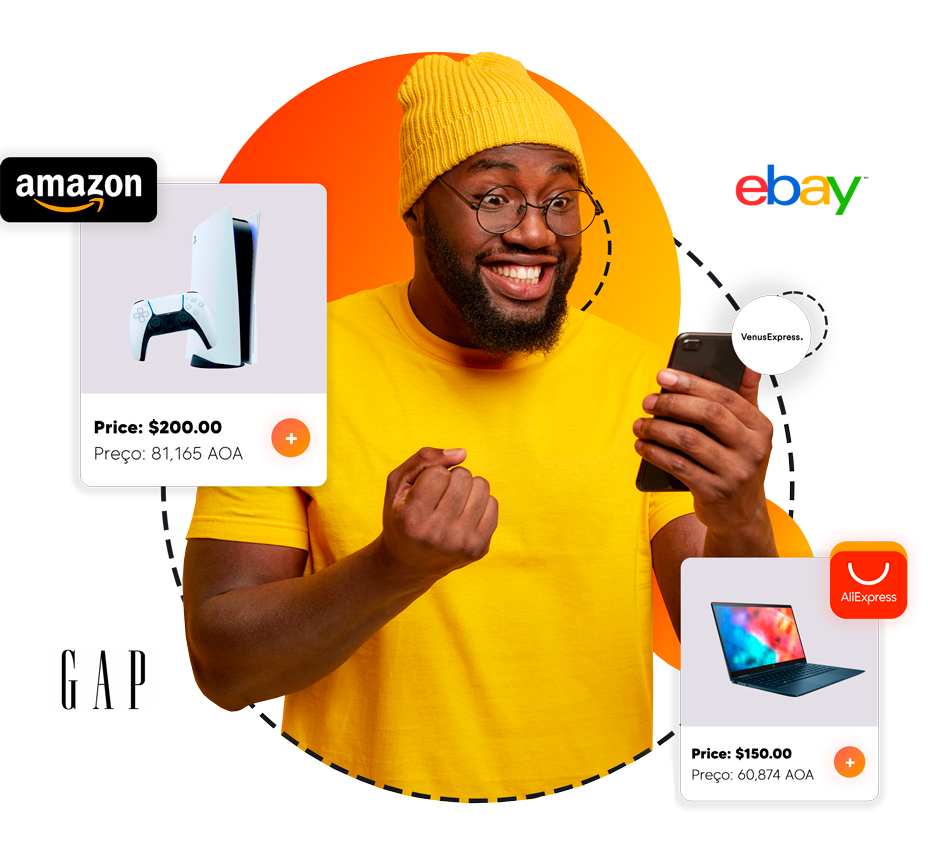 amazon
ebay
VenusExpress.
Price: $200.00
Preço: 81,165 AOA
+
AliExpress
GAP
Price: $150.00
Preço: 60,874 AOA
+